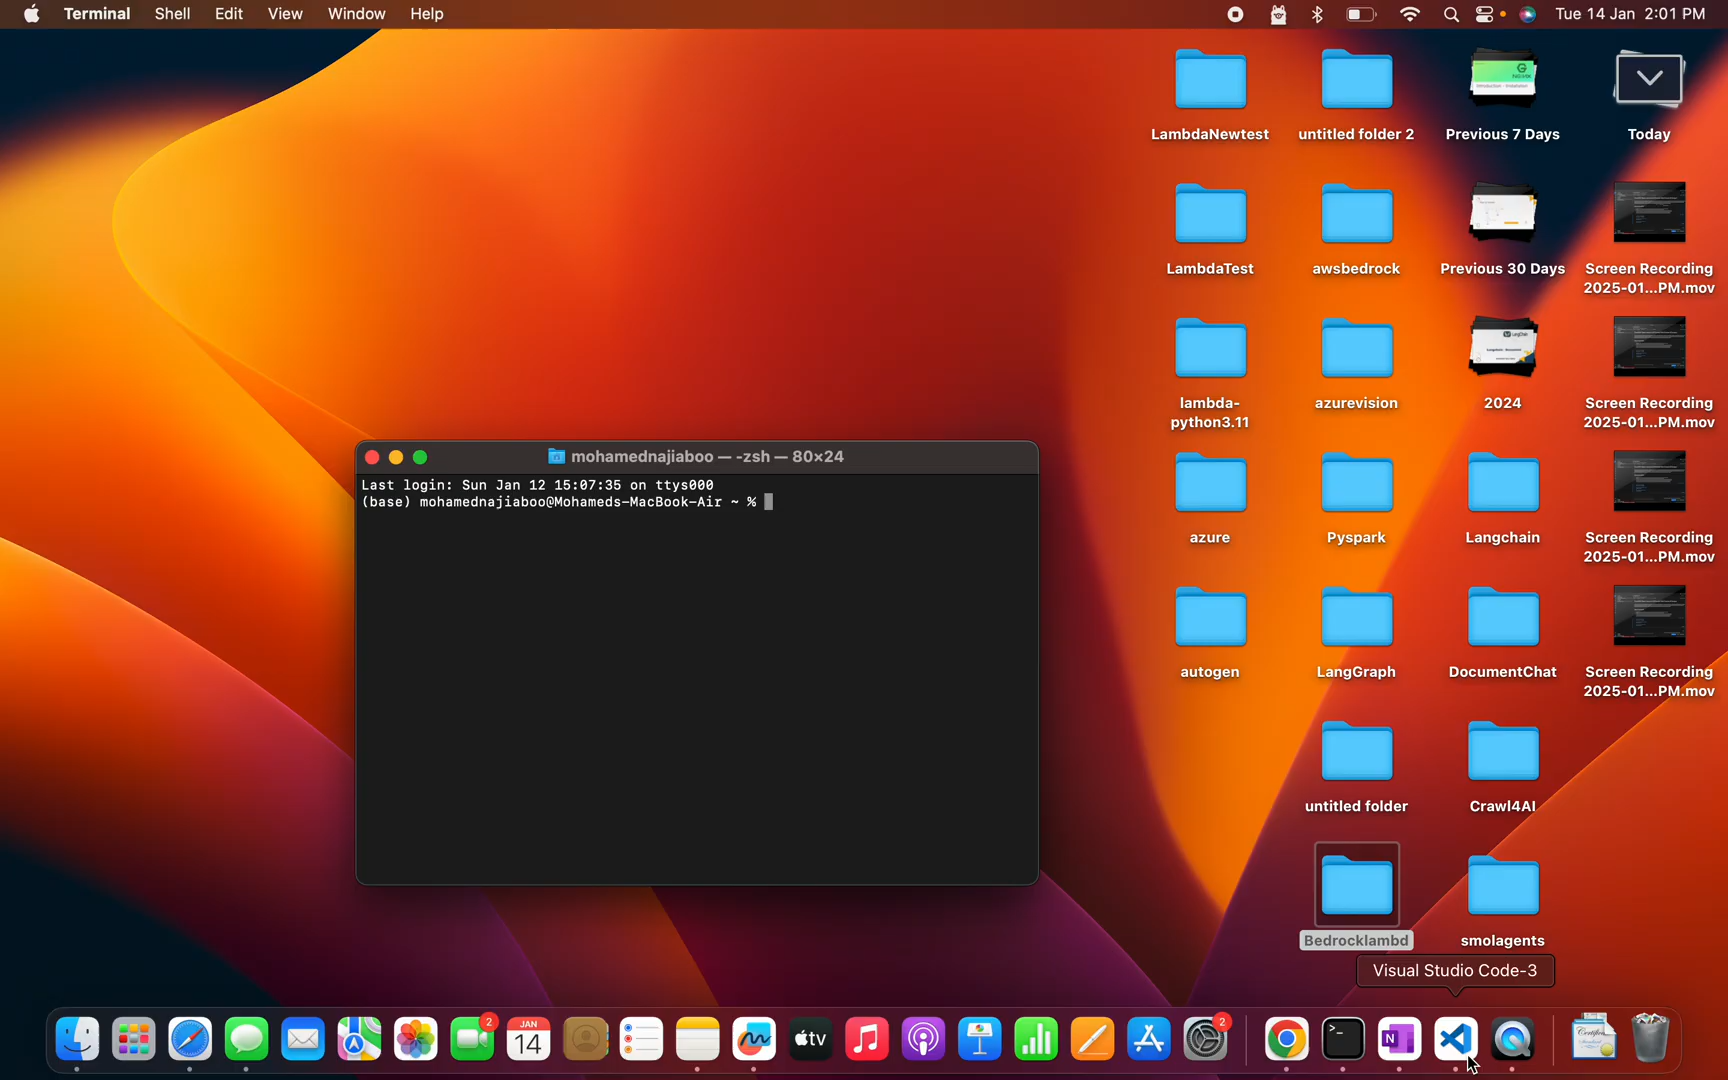 Terminal Shell Edit View Window Help
Tue 14 Jan 2:01 PM
LambdaNewtest
untitled folder 2
Previous 7 Days
Today
LambdaTest
awsbedrock
Previous 30 Days
Screen Recording
2025-01...PM.mov
lambda-
python3.11
azurevision
2024
Screen Recording
2025-01...PM.mov
mohamednajiaboo — -zsh — 80×24
Last login: Sun Jan 12 15:07:35 on ttys000
(base) mohamednajiaboo@Mohameds-MacBook-Air ~ %
azure
Pyspark
Langchain
Screen Recording
2025-01...PM.mov
autogen
LangGraph
DocumentChat
Screen Recording
2025-01...PM.mov
untitled folder
Crawl4AI
Bedrocklambd
smolagents
Visual Studio Code-3
2
JAN
14
tv
2
>_
N